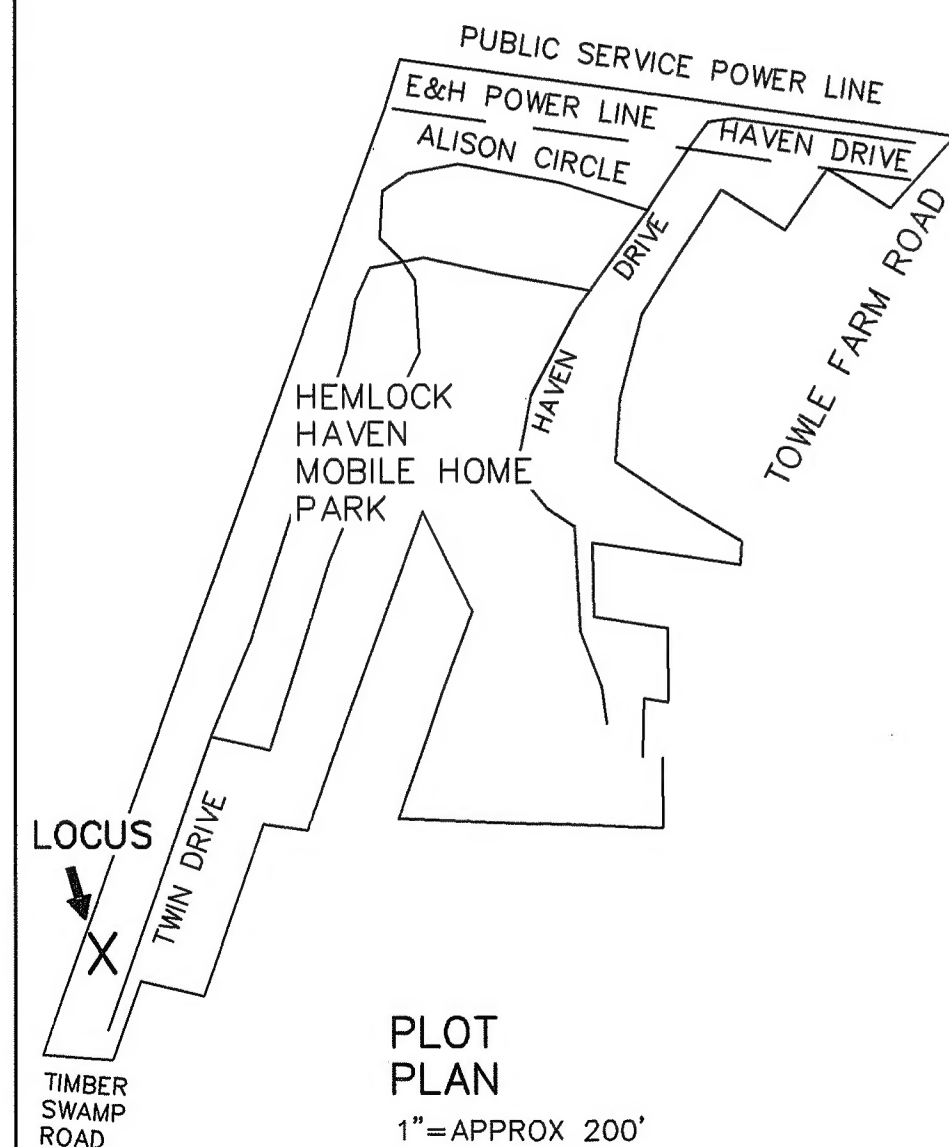 PUBLIC SERVICE POWER LINE
E&H POWER LINE
HAVEN DRIVE
ALISON CIRCLE
DRIVE
HAVEN
TOWLE FARM ROAD
HEMLOCK
HAVEN
MOBILE HOME
PARK
LOCUS
X
TWIN DRIVE
PLOT
PLAN
1"=APPROX 200'
TIMBER
SWAMP
ROAD